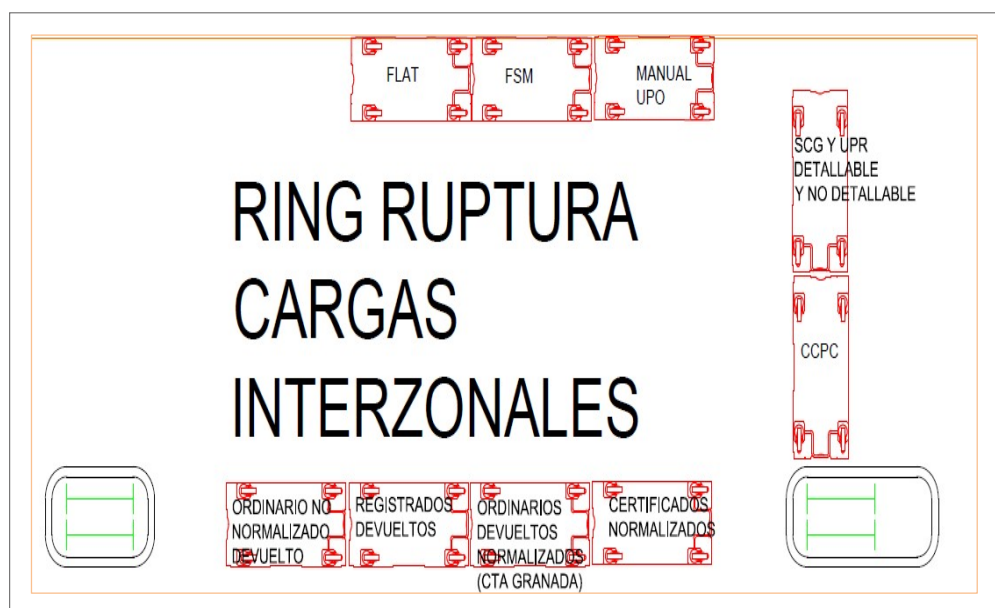 FLAT
FSM
MANUAL
UPO
SCG Y UPR
DETALLABLE
Y NO DETALLABLE
RING RUPTURA
CARGAS
INTERZONALES
CCPC
ORDINARIO NO
NORMALIZADO
DEVUELTO
REGISTRADOS
DEVUELTOS
ORDINARIOS
DEVUELTOS
NORMALIZADOS
(CTA GRANADA)
CERTIFICADOS
NORMALIZADOS